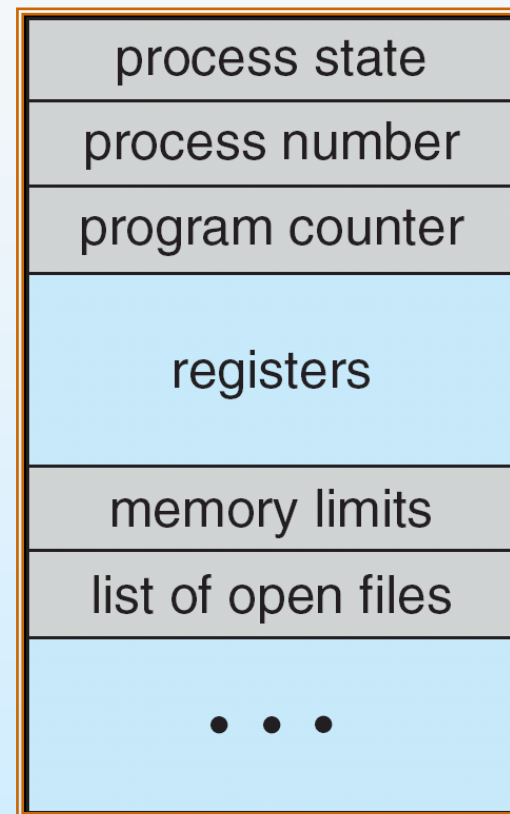 process state
process number
program counter
registers
memory limits
list of open files
• • •